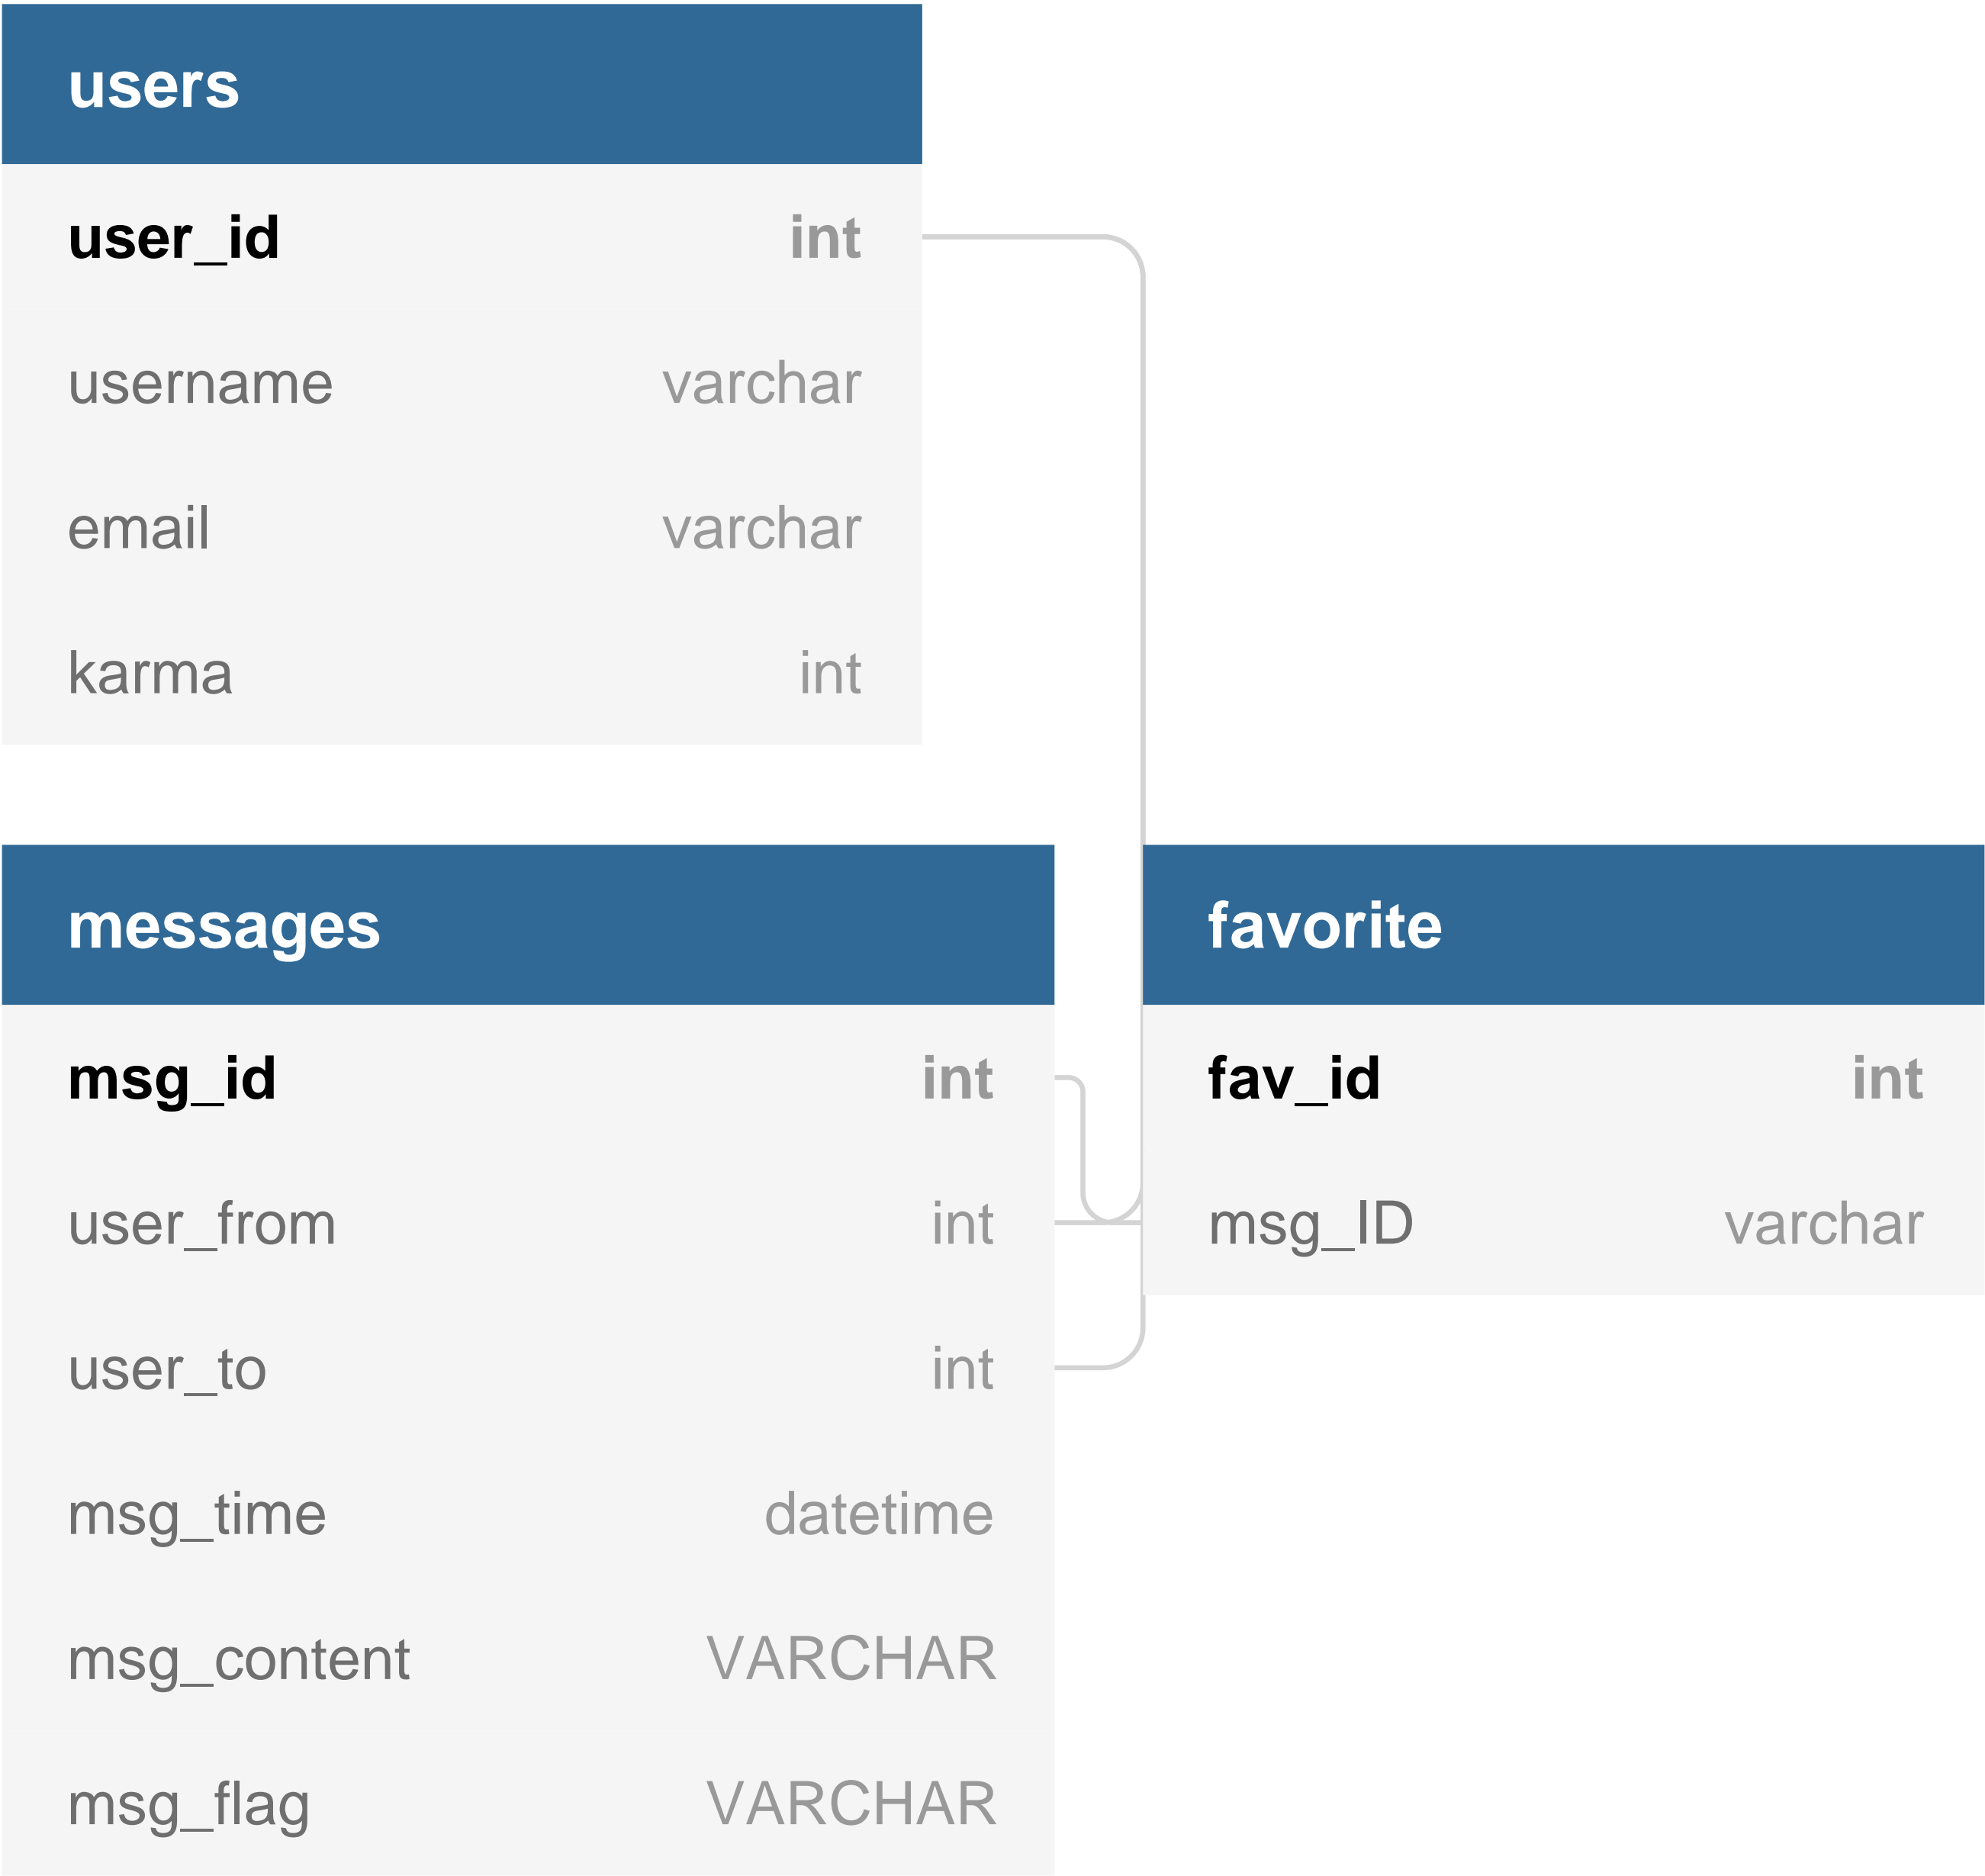 users
user_id int
username varchar
email varchar
karma int
messages
msg_id int
user_from int
user_to int
msg_time datetime
msg_content VARCHAR
msg_flag VARCHAR
favorite
fav_id int
msg_ID varchar